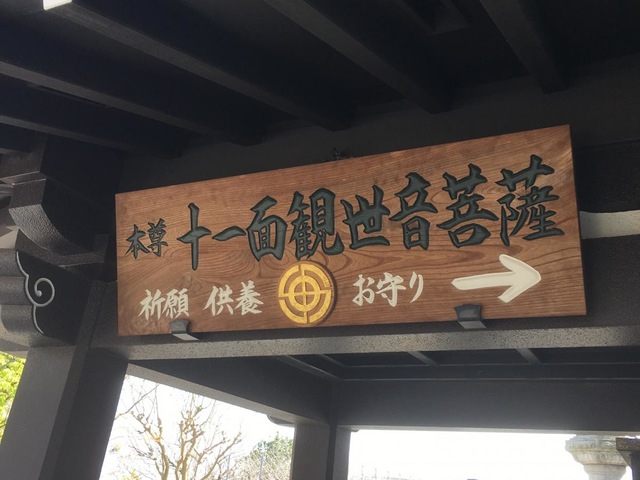 本尊 十一面観世音菩薩
祈願 供養 お守り →